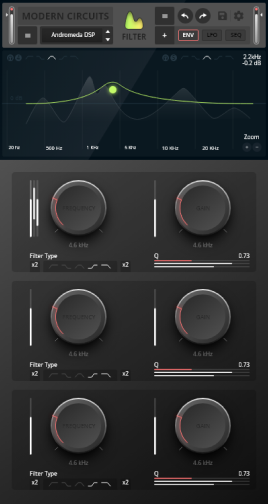 MODERN CIRCUITS
FILTER
Andromeda DSP
ENV
LFO
SEQ
2.2kHz
-0.2 dB
Zoom
20 hz 500 Hz 1 KHz 5 KHz 10 KHz 20 KHz
FREQUENCY GAIN
4.6 kHz 4.6 kHz
Filter Type Q 0.73
x2 x2
FREQUENCY GAIN
4.6 kHz 4.6 kHz
Filter Type Q 0.73
x2 x2
FREQUENCY GAIN
4.6 kHz 4.6 kHz
Filter Type Q 0.73
x2 x2